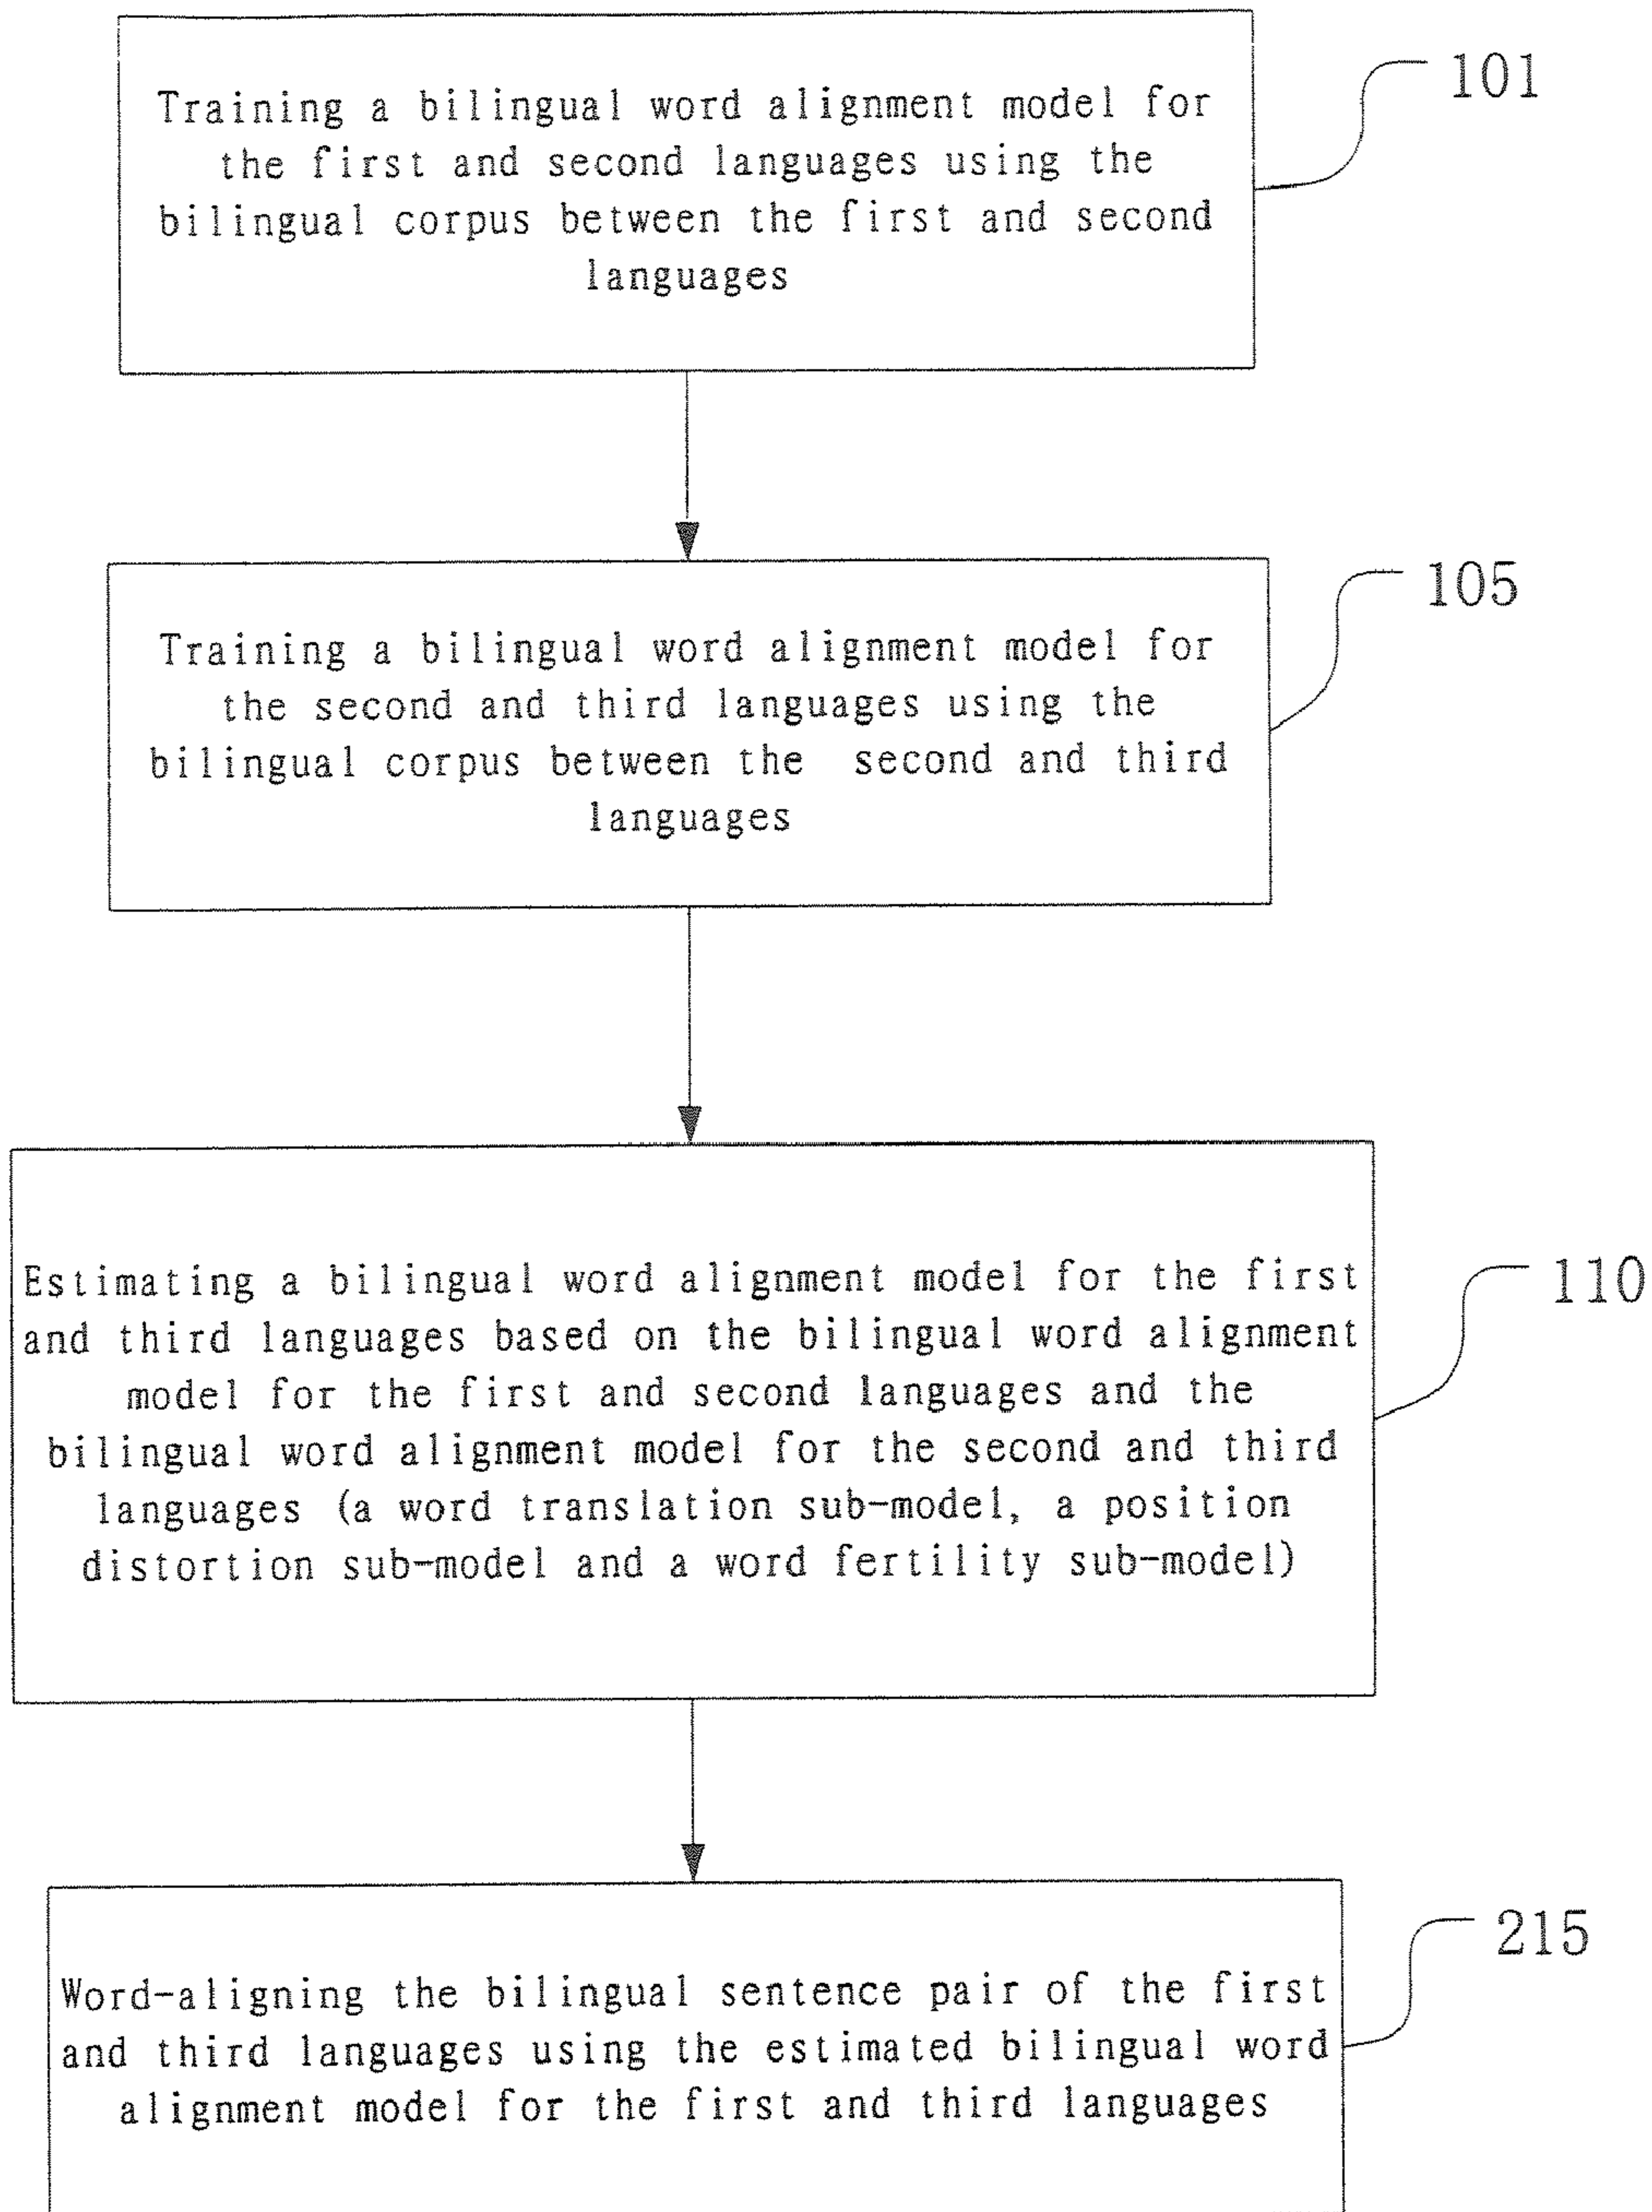 Training a bilingual word alignment model for
the first and second languages using the
bilingual corpus between the first and second
languages
101
Training a bilingual word alignment model for
the second and third languages using the
bilingual corpus between the second and third
languages
105
Estimating a bilingual word alignment model for the first
and third languages based on the bilingual word alignment
model for the first and second languages and the
bilingual word alignment model for the second and third
languages (a word translation sub-model, a position
distortion sub-model and a word fertility sub-model)
110
Word-aligning the bilingual sentence pair of the first
and third languages using the estimated bilingual word
alignment model for the first and third languages
215